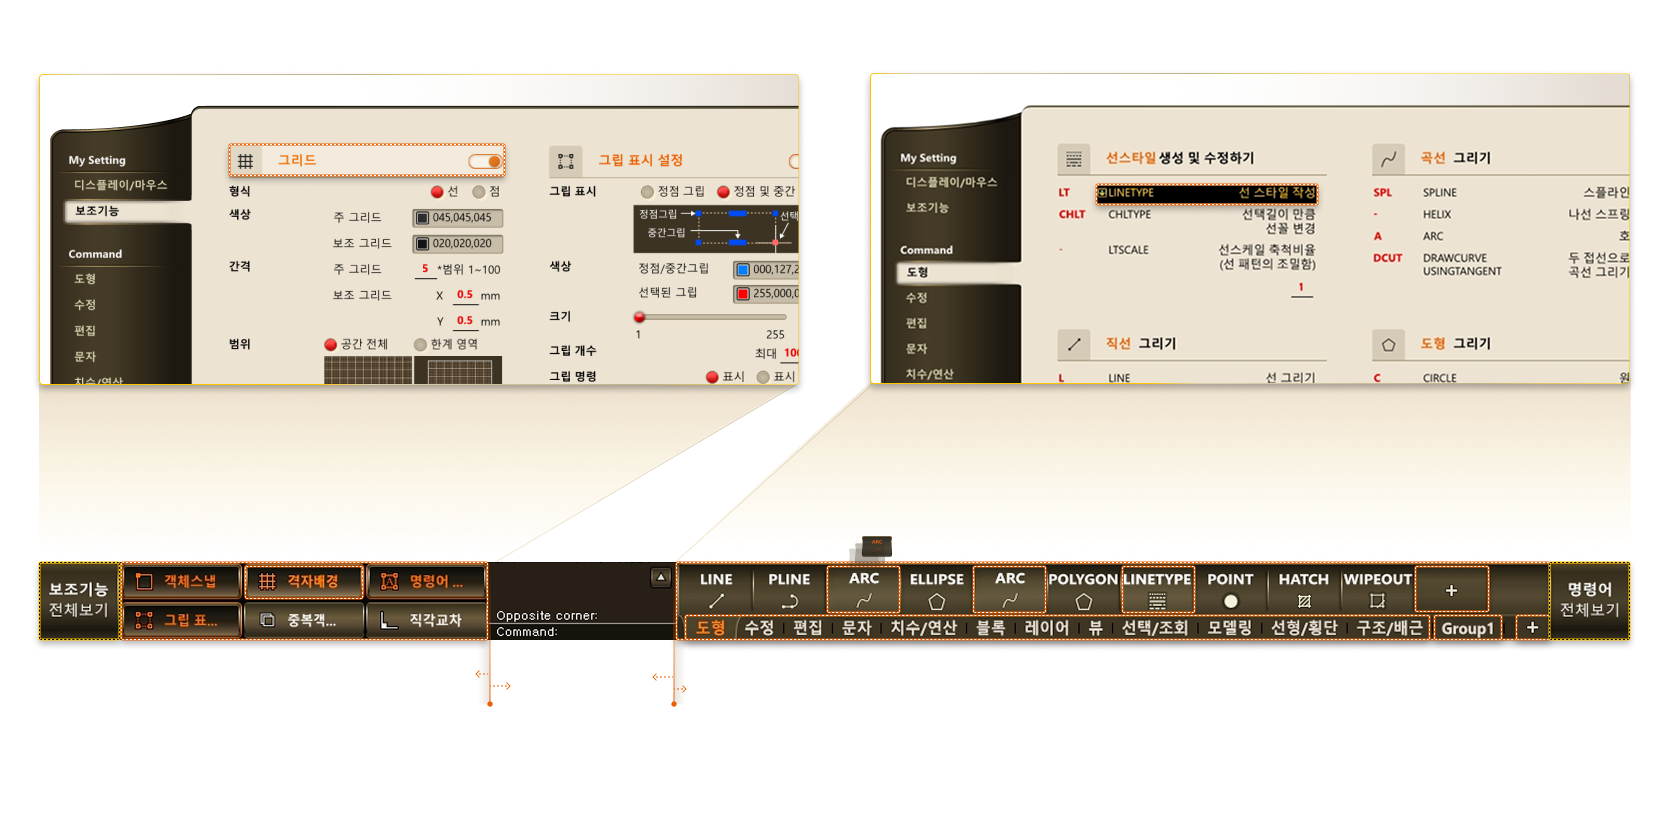 My Setting
디스플레이/마우스
보조기능
Command
도형
수정
편집
문자
치수/연산
그리드
형식
선
점
색상
주 그리드
045,045,045
보조 그리드
020,020,020
간격
주 그리드
5 *범위 1~100
보조 그리드
X 0.5 mm
Y 0.5 mm
범위
공간 전체
한계 영역
그립 표시 설정
그립 표시
정점 그립
정점 및 중간
정점그립
선택
중간그립
색상
정점/중간그립
000,127,2
선택된 그립
255,000,0
크기
1
255
그립 개수
최대 100
그립 명령
표시
표시
My Setting
디스플레이/마우스
보조기능
Command
도형
수정
편집
문자
치수/연산
선스타일 생성 및 수정하기
LT LINETYPE 선 스타일 작성
CHLT CHLTYPE 선택길이 만큼
선꼴 변경
- LTSCALE 선스케일 축척비율
(선 패턴의 조밀함)
1
직선 그리기
L LINE 선 그리기
곡선 그리기
SPL SPLINE 스플라인
- HELIX 나선 스프링
A ARC 호
DCUT DRAWCURVE 두 접선으로
USINGTANGENT 곡선 그리기
도형 그리기
C CIRCLE 원
ARC
보조기능
전체보기
객체스냅
격자배경
명령어 ...
그립 표...
중복객...
직각교차
Opposite corner:
Command:
LINE PLINE ARC ELLIPSE ARC POLYGON LINETYPE POINT HATCH WIPEOUT +
도형 수정 편집 문자 치수/연산 블록 레이어 뷰 선택/조회 모델링 선형/횡단 구조/배근 Group1 +
명령어
전체보기